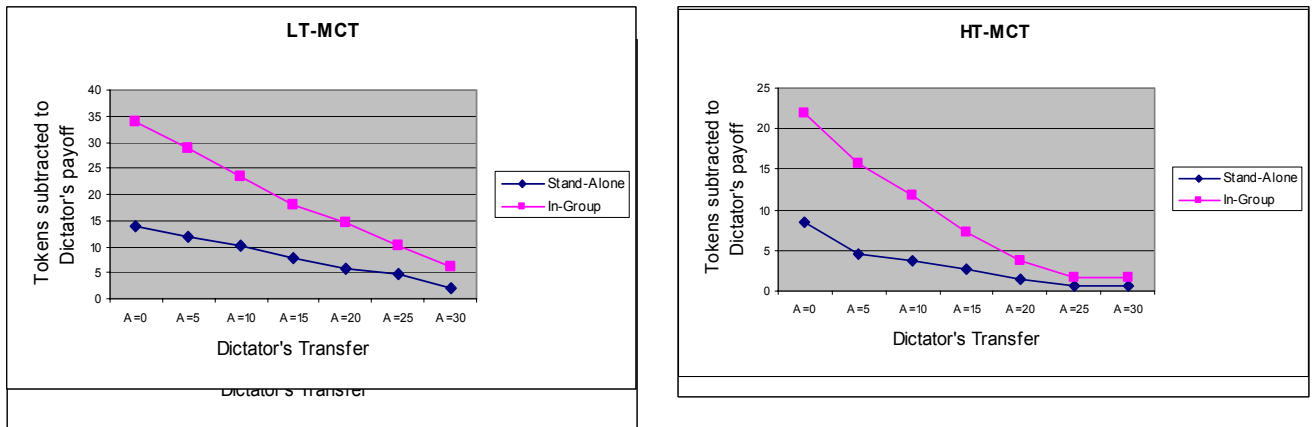 LT-MCT
Tokens subtracted to
Dictator's payoff
40
35
30
25
20
15
10
5
0
A =0 A =5 A =10 A =15 A =20 A =25 A =30
Dictator's Transfer
Stand-Alone
In-Group
Dictator's Transfer
HT-MCT
Tokens subtracted to
Dictator's payoff
25
20
15
10
5
0
A =0 A =5 A =10 A =15 A =20 A =25 A =30
Dictator's Transfer
Stand-Alone
In-Group